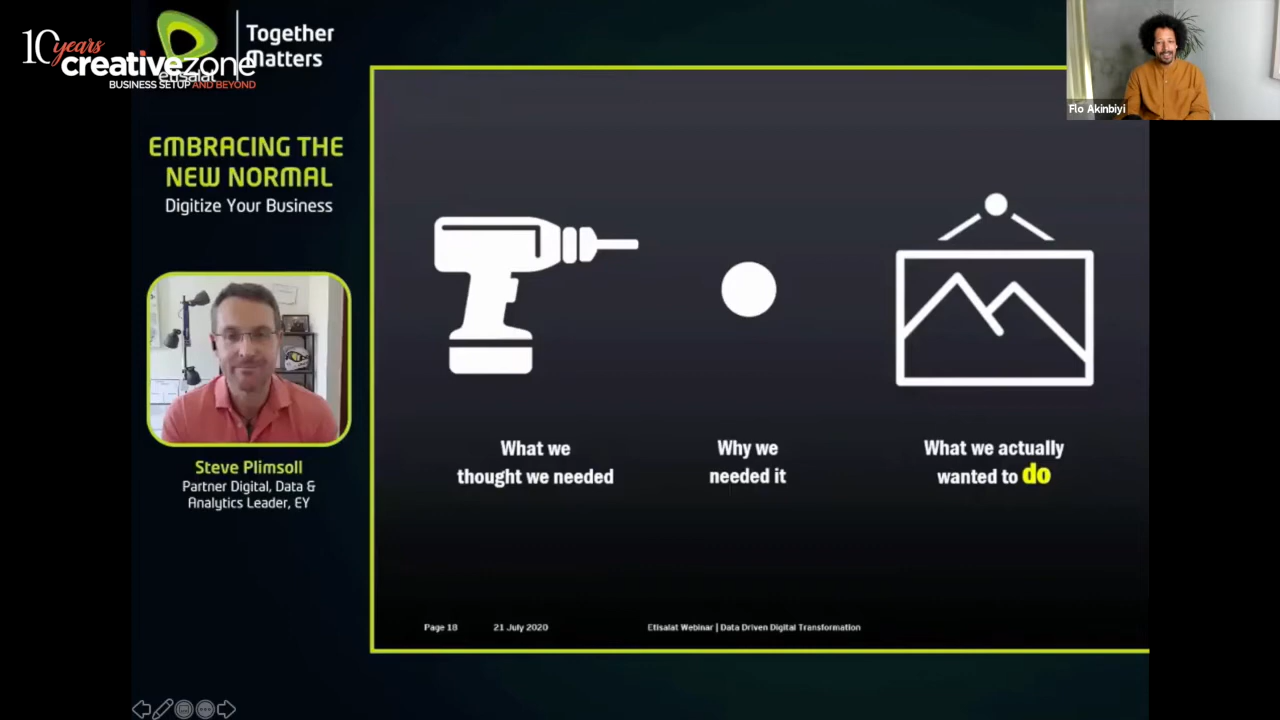 10 years
creativezone
BUSINESS SETUP AND BEYOND
etisalat
Together
Matters
Flo Akinbiyi
EMBRACING THE
NEW NORMAL
Digitize Your Business
Steve Plimsoll
Partner Digital, Data &
Analytics Leader, EY
What we
thought we needed
Why we
needed it
What we actually
wanted to do
Page 18
21 July 2020
Etisalat Webinar | Data Driven Digital Transformation